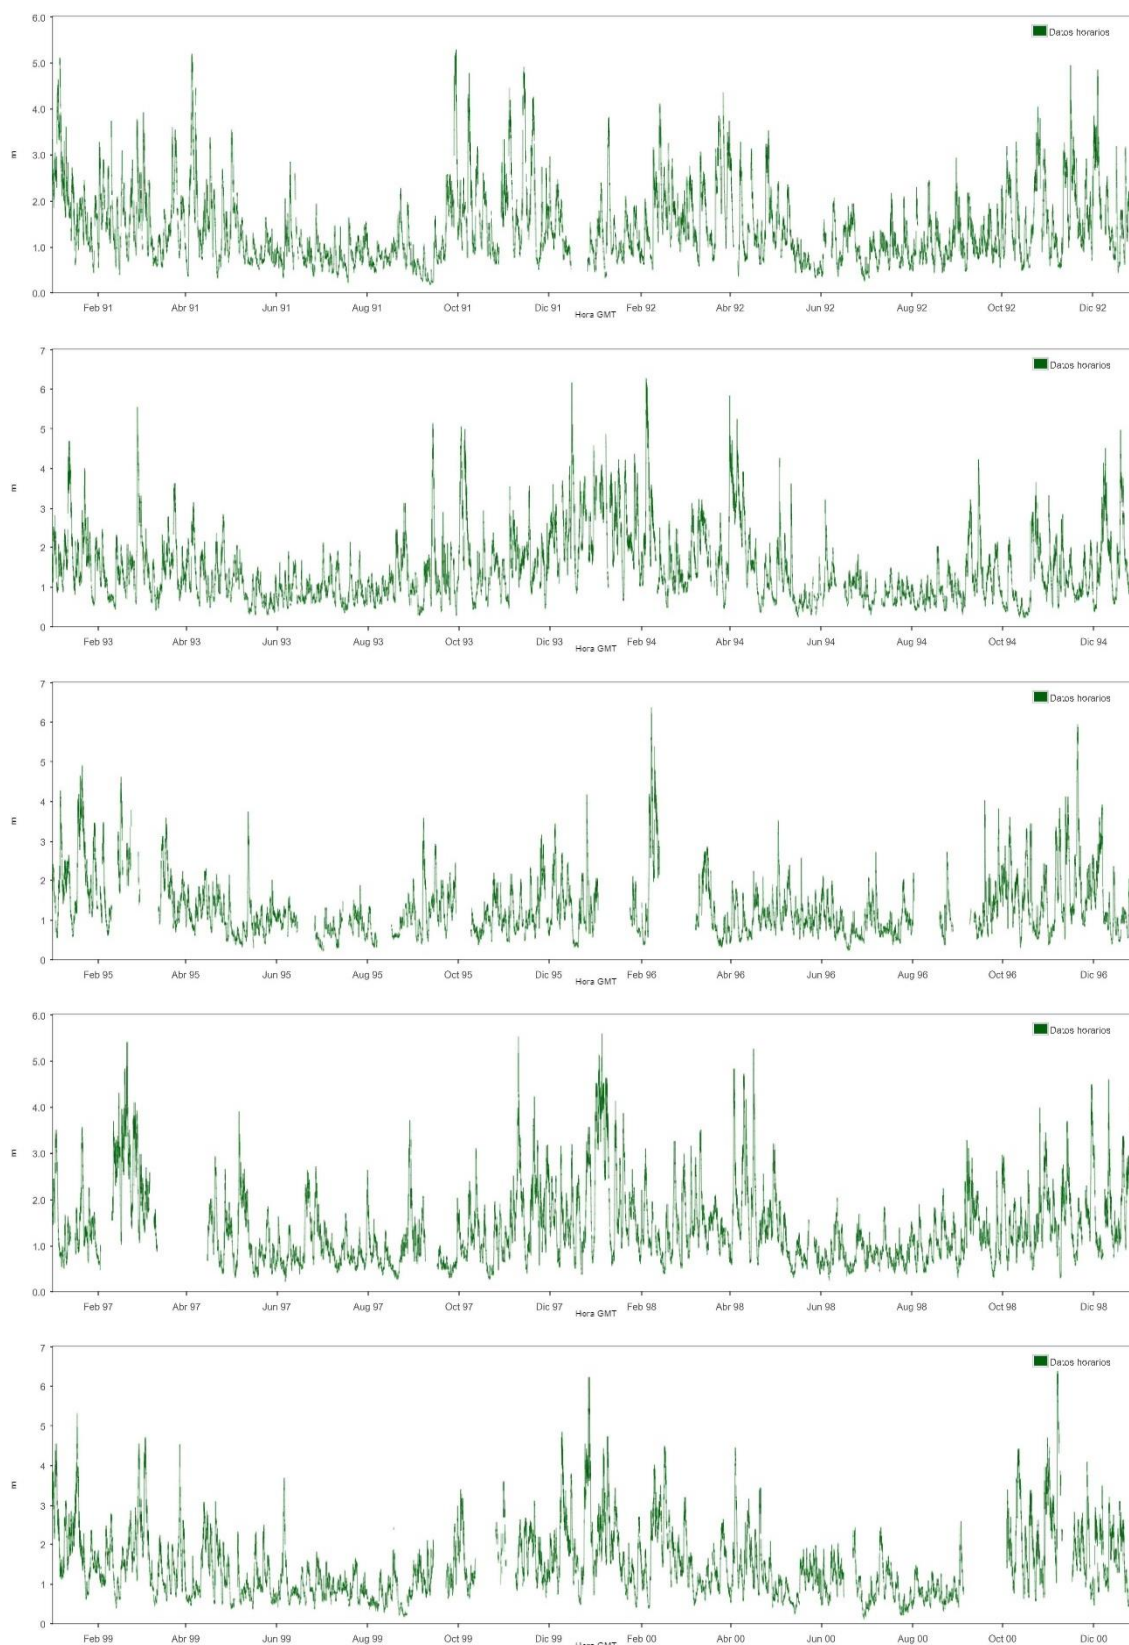 6.0
Datos horarios
5.0
4.0
m
3.0
2.0
1.0
0.0
Feb 91 Abr 91 Jun 91 Aug 91 Oct 91 Dic 91 Feb 92 Abr 92 Jun 92 Aug 92 Oct 92 Dic 92
Hora GMT
7
Datos horarios
6
5
4
m
3
2
1
0
Feb 93 Abr 93 Jun 93 Aug 93 Oct 93 Dic 93 Feb 94 Abr 94 Jun 94 Aug 94 Oct 94 Dic 94
Hora GMT
7
Datos horarios
6
5
4
m
3
2
1
0
Feb 95 Abr 95 Jun 95 Aug 95 Oct 95 Dic 95 Feb 96 Abr 96 Jun 96 Aug 96 Oct 96 Dic 96
Hora GMT
6.0
Datos horarios
5.0
4.0
m
3.0
2.0
1.0
0.0
Feb 97 Abr 97 Jun 97 Aug 97 Oct 97 Dic 97 Feb 98 Abr 98 Jun 98 Aug 98 Oct 98 Dic 98
Hora GMT
7
Datos horarios
6
5
4
m
3
2
1
0
Feb 99 Abr 99 Jun 99 Aug 99 Oct 99 Dic 99 Feb 00 Abr 00 Jun 00 Aug 00 Oct 00 Dic 00
Hora GMT